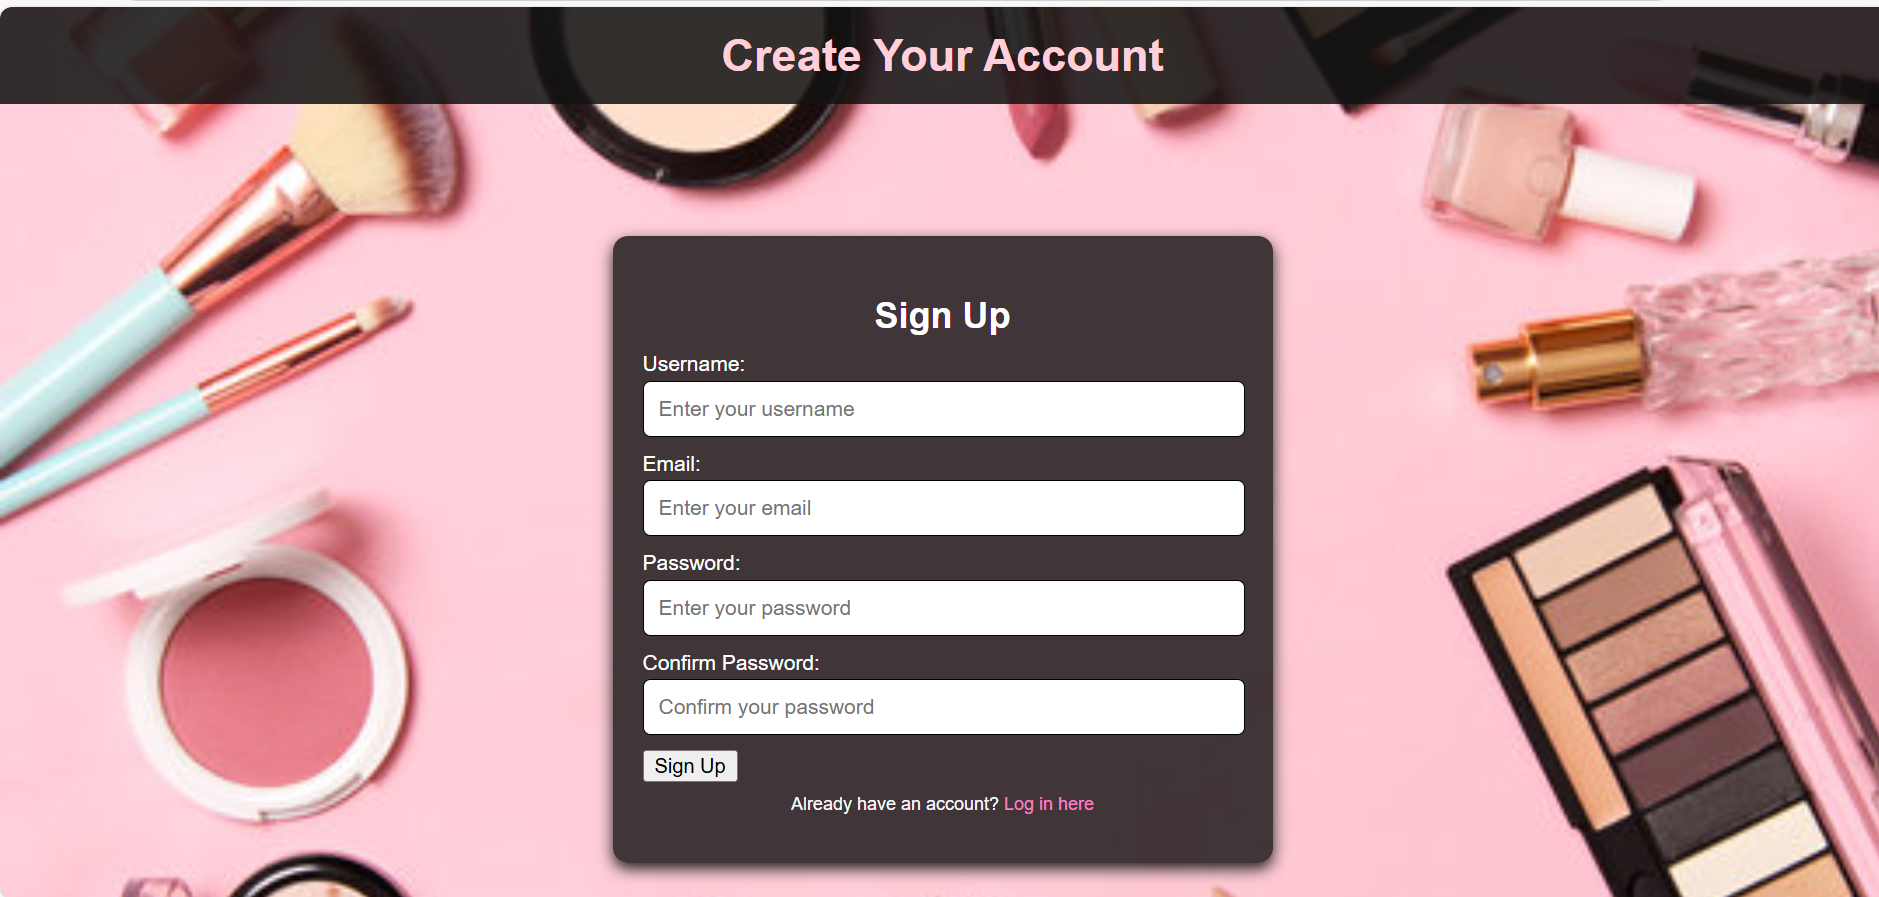 Create Your Account
Sign Up
Username:
Enter your username
Email:
Enter your email
Password:
Enter your password
Confirm Password:
Confirm your password
Sign Up
Already have an account? Log in here